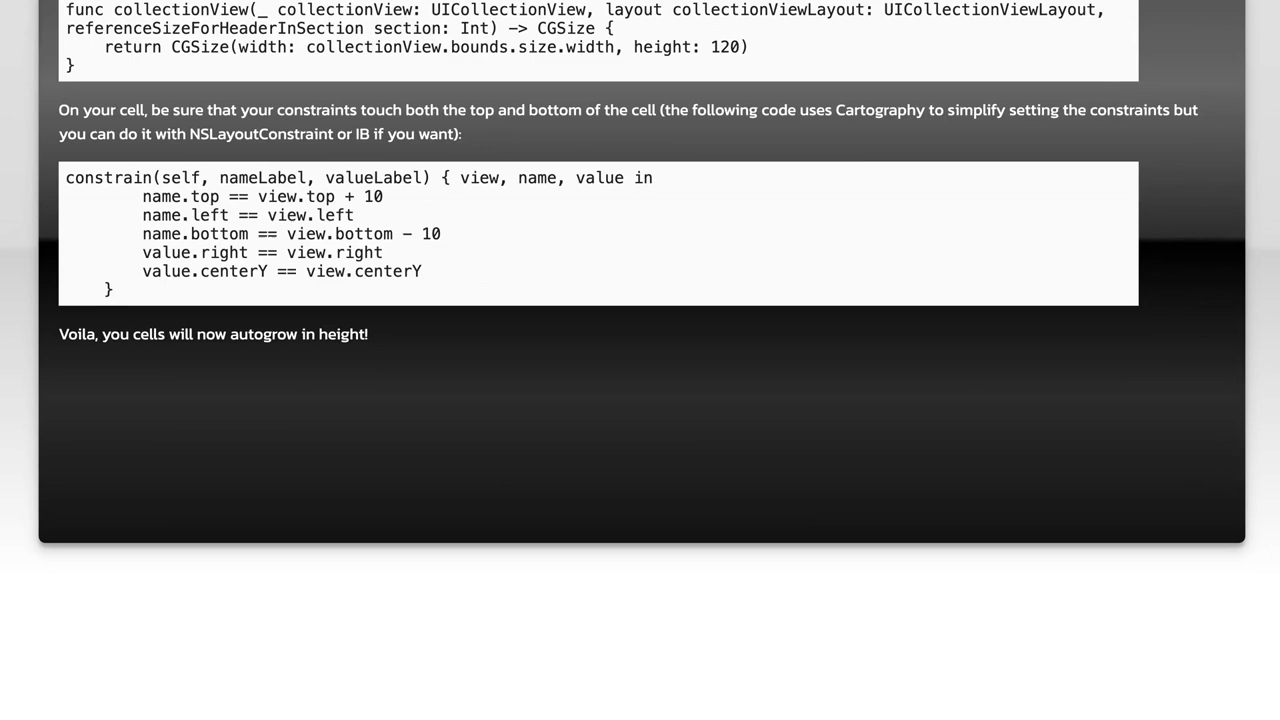 func collectionView(_ collectionView: UICollectionView, layout collectionViewLayout: UICollectionViewLayout,
referenceSizeForHeaderInSection section: Int) -> CGSize {
    return CGSize(width: collectionView.bounds.size.width, height: 120)
}
On your cell, be sure that your constraints touch both the top and bottom of the cell (the following code uses Cartography to simplify setting the constraints but
you can do it with NSLayoutConstraint or IB if you want):
constrain(self, nameLabel, valueLabel) { view, name, value in
        name.top == view.top + 10
        name.left == view.left
        name.bottom == view.bottom - 10
        value.right == view.right
        value.centerY == view.centerY
    }
Voila, you cells will now autogrow in height!